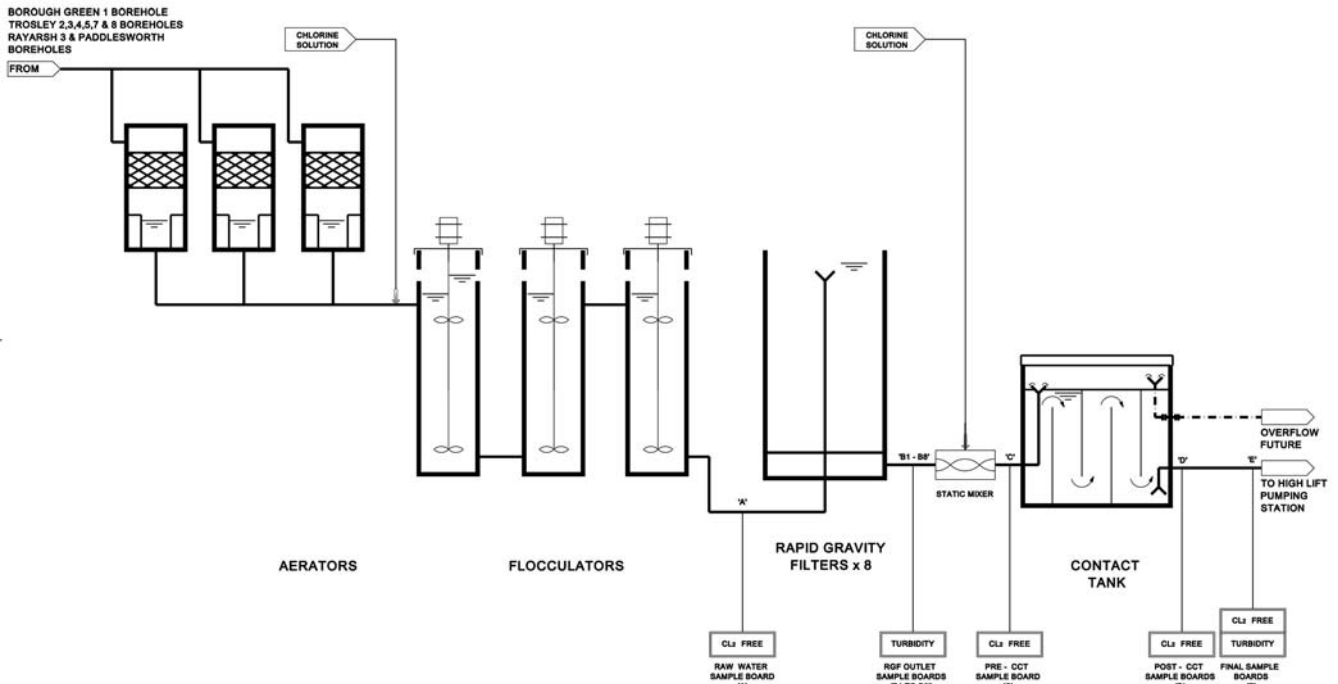 BOROUGH GREEN 1 BOREHOLE
TROSLEY 2,3,4,5,7 & 8 BOREHOLES
RAYARSH 3 & PADDLESWORTH
BOREHOLES
FROM
CHLORINE
SOLUTION
CHLORINE
SOLUTION
OVERFLOW
FUTURE
'B1 - B8'
'C'
'D'
'E'
TO HIGH LIFT
PUMPING
STATION
STATIC MIXER
'A'
AERATORS
FLOCCULATORS
RAPID GRAVITY
FILTERS x 8
CONTACT
TANK
CL2 FREE
RAW WATER
SAMPLE BOARD
TURBIDITY
RGF OUTLET
SAMPLE BOARDS
CL2 FREE
PRE - CCT
SAMPLE BOARD
CL2 FREE
POST - CCT
SAMPLE BOARDS
CL2 FREE
TURBIDITY
FINAL SAMPLE
BOARDS